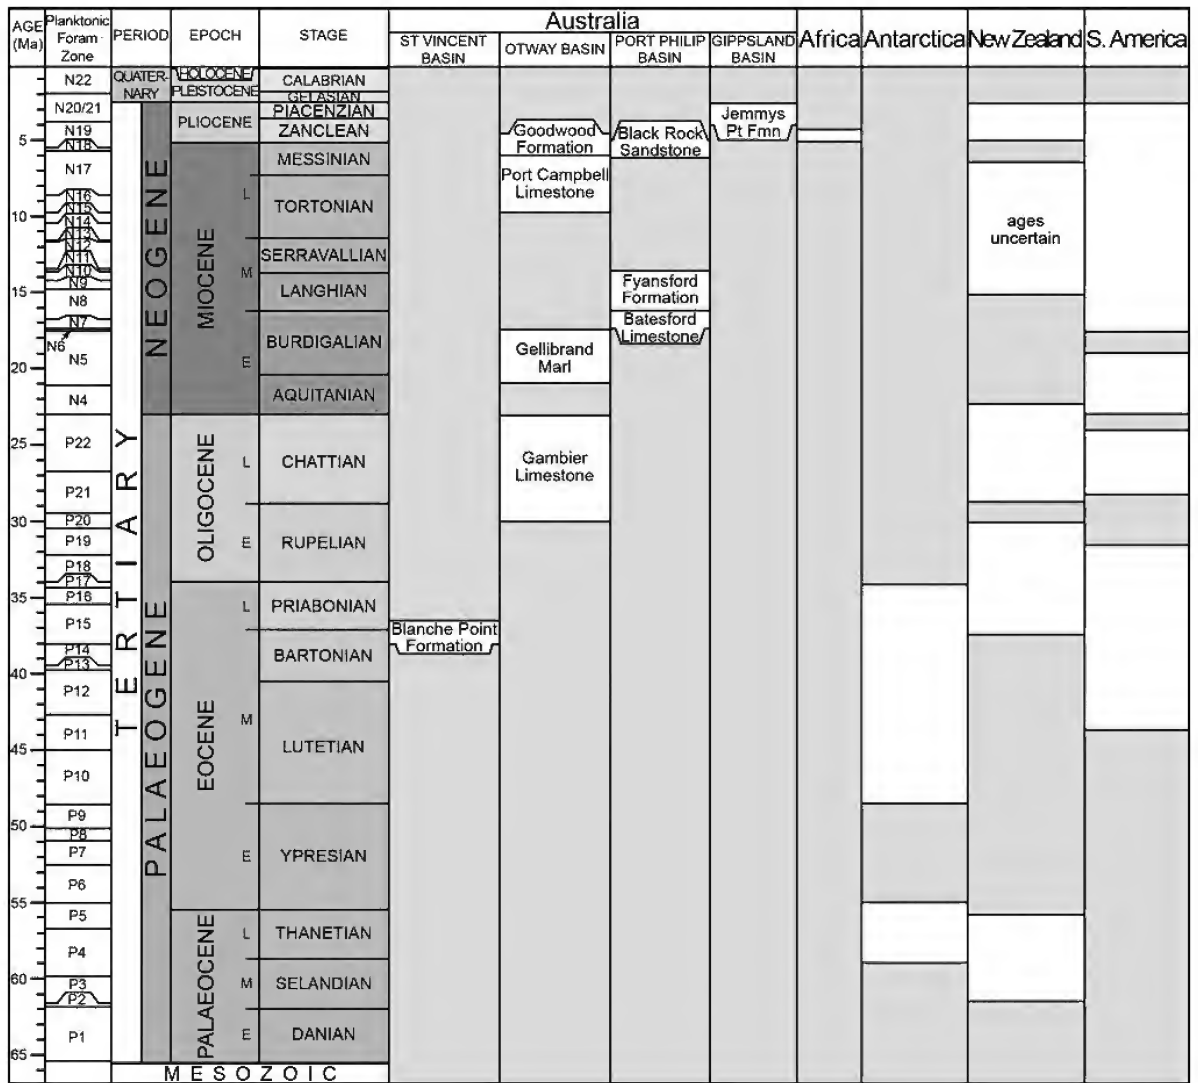 AGE (Ma)
Planktonic Foram Zone
PERIOD
EPOCH
STAGE
Australia
ST VINCENT BASIN
OTWAY BASIN
PORT PHILIP BASIN
GIPPSLAND BASIN
Africa
Antarctica
New Zealand
S. America
5
10
15
20
25
30
35
40
45
50
55
60
65
N22
N20/21
N19
N18
N17
N16
N15
N14
N13
N12
N11
N10
N9
N8
N7
N6
N5
N4
P22
P21
P20
P19
P18
P17
P16
P15
P14
P13
P12
P11
P10
P9
P8
P7
P6
P5
P4
P3
P2
P1
TERTIARY
QUATER-
NARY
NEOGENE
PALAEOGENE
HOLOCENE
PLEISTOCENE
PLIOCENE
MIOCENE
L
M
E
OLIGOCENE
L
E
EOCENE
L
M
E
PALAEOCENE
L
M
E
CALABRIAN
GELASIAN
PIACENZIAN
ZANCLEAN
MESSINIAN
TORTONIAN
SERRAVALLIAN
LANGHIAN
BURDIGALIAN
AQUITANIAN
CHATTIAN
RUPELIAN
PRIABONIAN
BARTONIAN
LUTETIAN
YPRESIAN
THANETIAN
SELANDIAN
DANIAN
MESOZOIC
Blanche Point
Formation
Goodwood
Formation
Port Campbell
Limestone
Gellibrand
Marl
Gambier
Limestone
Black Rock
Sandstone
Fyansford
Formation
Batesford
Limestone
Jemmys
Pt Fmn
ages
uncertain